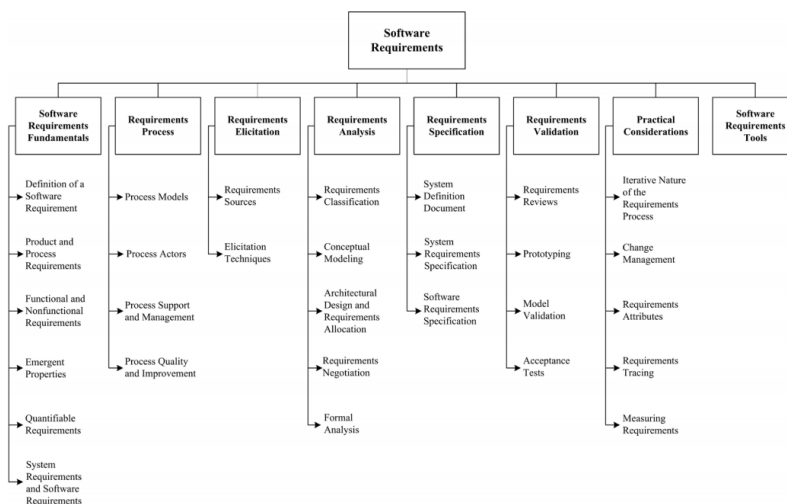 Software
Requirements
Software
Requirements
Fundamentals
Requirements
Process
Requirements
Elicitation
Requirements
Analysis
Requirements
Specification
Requirements
Validation
Practical
Considerations
Software
Requirements
Tools
Definition of a
Software
Requirement
Product and
Process
Requirements
Functional and
Nonfunctional
Requirements
Emergent
Properties
Quantifiable
Requirements
System
Requirements
and Software
Requirements
Process Models
Process Actors
Process Support
and Management
Process Quality
and Improvement
Requirements
Sources
Elicitation
Techniques
Requirements
Classification
Conceptual
Modeling
Architectural
Design and
Requirements
Allocation
Requirements
Negotiation
Formal
Analysis
System
Definition
Document
System
Requirements
Specification
Software
Requirements
Specification
Requirements
Reviews
Prototyping
Model
Validation
Acceptance
Tests
Iterative Nature
of the
Requirements
Process
Change
Management
Requirements
Attributes
Requirements
Tracing
Measuring
Requirements